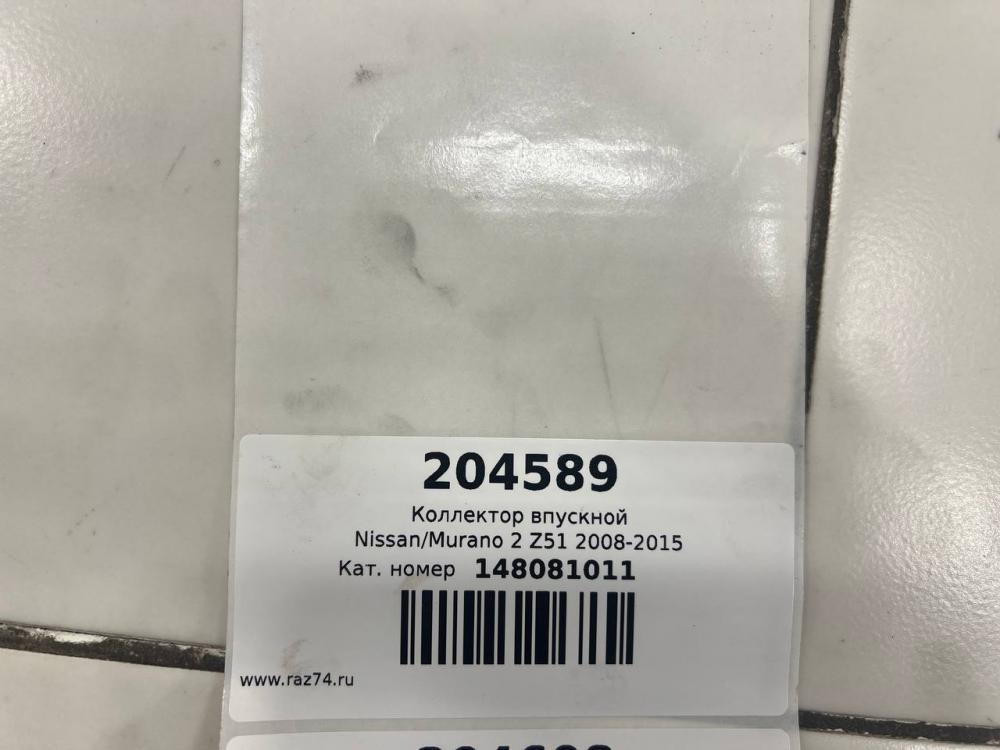 204589
Коллектор впускной
Nissan/Murano 2 Z51 2008-2015
Кат. номер 148081011
www.raz74.ru